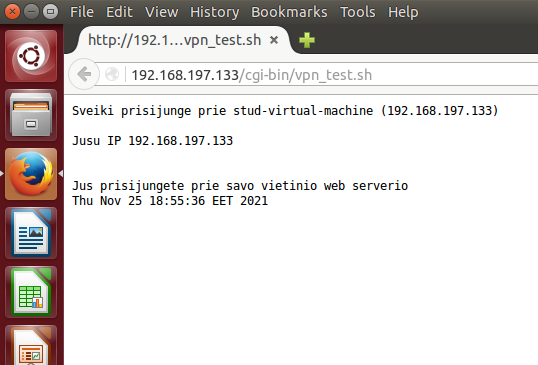 File Edit View History Bookmarks Tools Help
http://192.1...vpn_test.sh
192.168.197.133/cgi-bin/vpn_test.sh
Sveiki prisijunge prie stud-virtual-machine (192.168.197.133)
Jusu IP 192.168.197.133
Jus prisijungete prie savo vietinio web serverio
Thu Nov 25 18:55:36 EET 2021